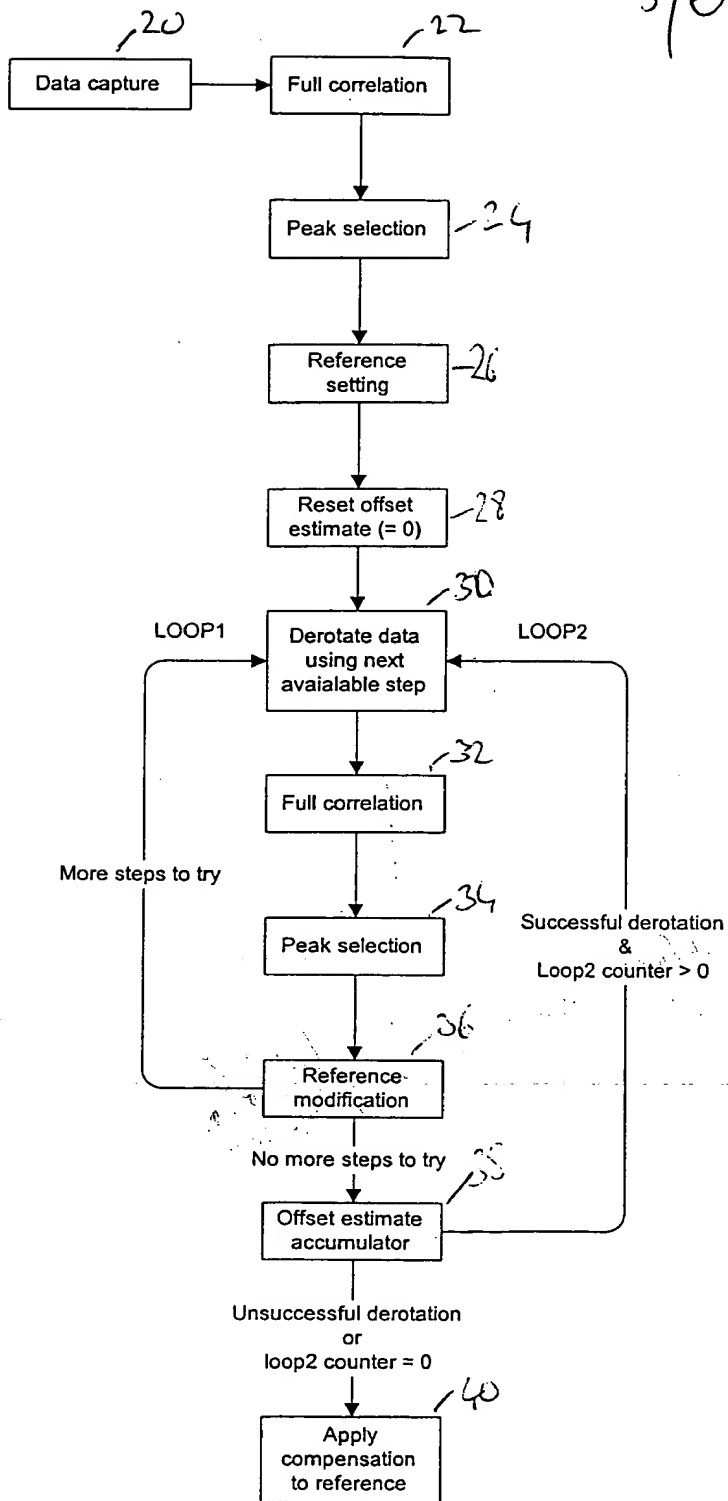 20
22
Data capture
Full correlation
Peak selection
24
Reference
setting
26
Reset offset
estimate (= 0)
28
30
LOOP1
Derotate data
using next
avaialable step
LOOP2
32
Full correlation
More steps to try
34
Peak selection
Successful derotation
&
Loop2 counter > 0
36
Reference
modification
No more steps to try
38
Offset estimate
accumulator
Unsuccessful derotation
or
loop2 counter = 0
40
Apply
compensation
to reference